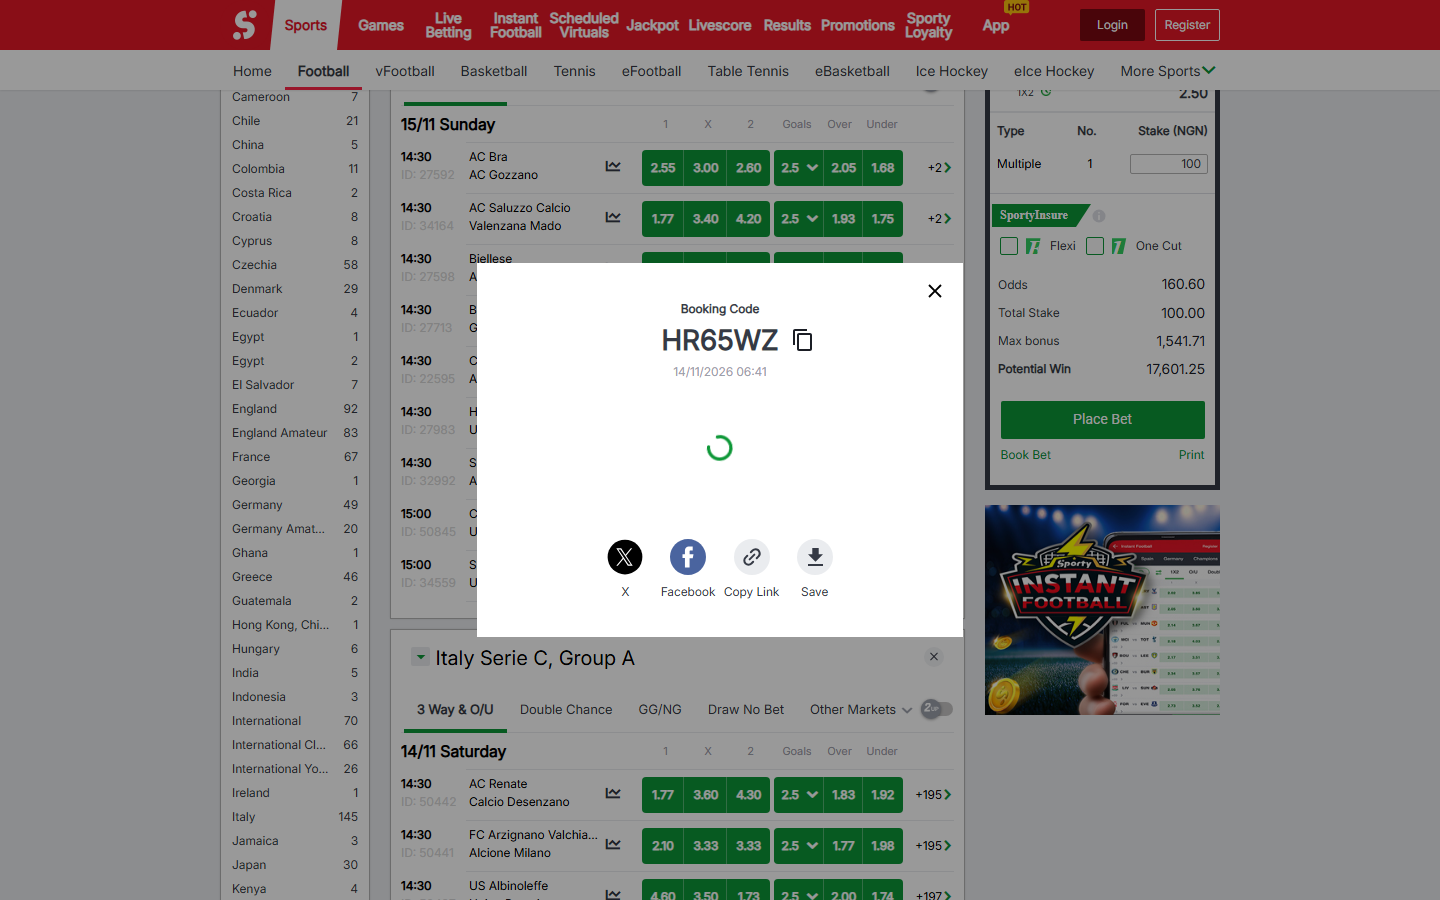 Sports
Games
Live Betting
Instant Football
Scheduled Virtuals
Jackpot
Livescore
Results
Promotions
Sporty Loyalty
App
HOT
Login
Register
Home
Football
vFootball
Basketball
Tennis
eFootball
Table Tennis
eBasketball
Ice Hockey
eIce Hockey
More Sports
Cameroon 7
Chile 21
China 5
Colombia 11
Costa Rica 2
Croatia 8
Cyprus 8
Czechia 58
Denmark 29
Ecuador 4
Egypt 1
Egypt 2
El Salvador 7
England 92
England Amateur 83
France 67
Georgia 1
Germany 49
Germany Amat... 20
Ghana 1
Greece 46
Guatemala 2
Hong Kong, Chi... 1
Hungary 6
India 5
Indonesia 3
International 70
International Cl... 66
International Yo... 26
Ireland 1
Italy 145
Jamaica 3
Japan 30
Kenya 4
15/11 Sunday 1 X 2 Goals Over Under
14:30 AC Bra
ID: 27592 AC Gozzano
2.55 3.00 2.60 2.5 2.05 1.68 +2
14:30 AC Saluzzo Calcio
ID: 34164 Valenzana Mado
1.77 3.40 4.20 2.5 1.93 1.75 +2
14:30 Biellese
ID: 27598 A
14:30 B
ID: 27713 G
14:30 C
ID: 22595 A
14:30 H
ID: 27983 U
14:30 S
ID: 32992 A
15:00 C
ID: 50845 U
15:00 S
ID: 34559 U
Booking Code
HR65WZ
14/11/2026 06:41
X
Facebook
Copy Link
Save
Italy Serie C, Group A
3 Way & O/U
Double Chance
GG/NG
Draw No Bet
Other Markets
2UP
14/11 Saturday 1 X 2 Goals Over Under
14:30 AC Renate
ID: 50442 Calcio Desenzano
1.77 3.60 4.30 2.5 1.83 1.92 +195
14:30 FC Arzignano Valchia...
ID: 50441 Alcione Milano
2.10 3.33 3.33 2.5 1.77 1.98 +195
14:30 US Albinoleffe
4.60 3.50 1.73 2.5 2.00 1.74 +197
1X2 2.50
Type No. Stake (NGN)
Multiple 1 100
SportyInsure
Flexi
One Cut
Odds 160.60
Total Stake 100.00
Max bonus 1,541.71
Potential Win 17,601.25
Place Bet
Book Bet
Print
Sporty
INSTANT
FOOTBALL